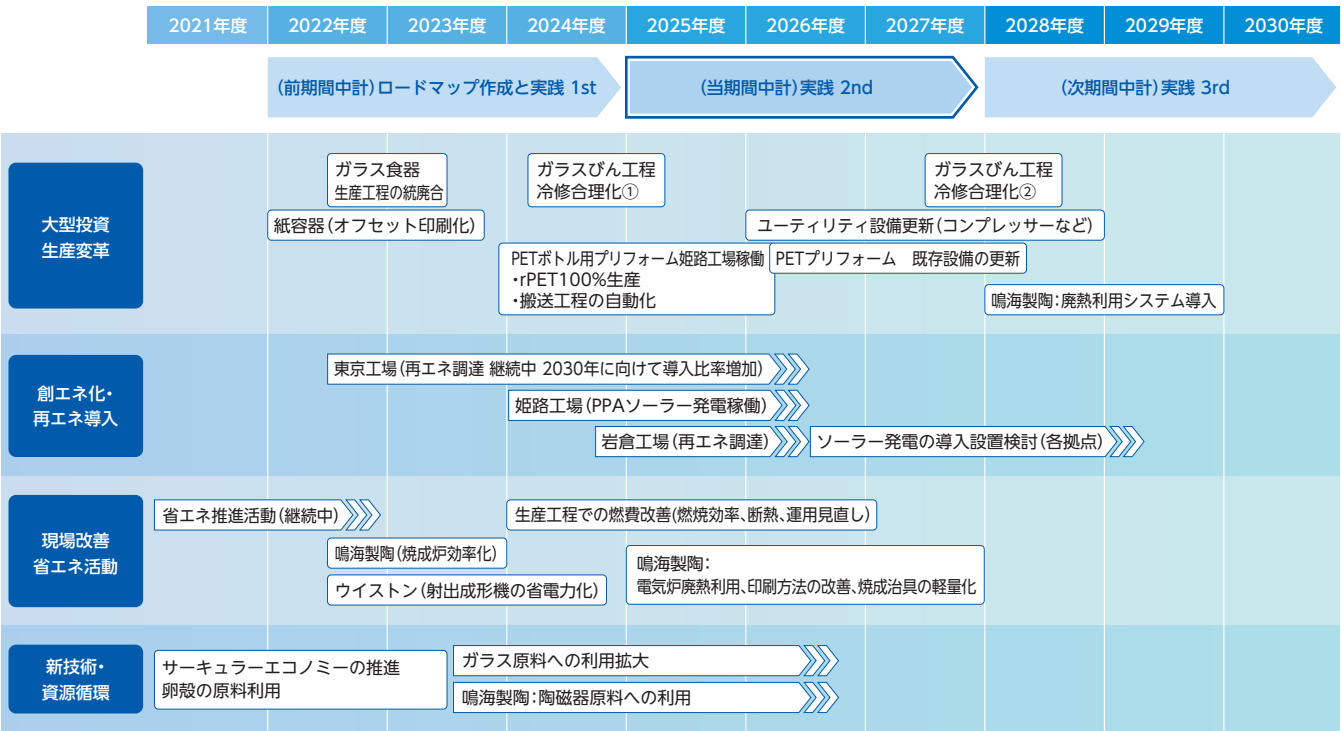 2021年度 2022年度 2023年度 2024年度 2025年度 2026年度 2027年度 2028年度 2029年度 2030年度
(前期間中計)ロードマップ作成と実践 1st
(当期間中計)実践 2nd
(次期間中計)実践 3rd
大型投資
生産変革
ガラス食器
生産工程の統廃合
ガラスびん工程
冷修合理化①
ガラスびん工程
冷修合理化②
紙容器(オフセット印刷化)
ユーティリティ設備更新(コンプレッサーなど)
PETボトル用プリフォーム姫路工場稼働
・rPET100%生産
・搬送工程の自動化
PETプリフォーム 既存設備の更新
鳴海製陶:廃熱利用システム導入
創エネ化・
再エネ導入
東京工場(再エネ調達 継続中 2030年に向けて導入比率増加)
姫路工場(PPAソーラー発電稼働)
岩倉工場(再エネ調達)
ソーラー発電の導入設置検討(各拠点)
現場改善
省エネ活動
省エネ推進活動(継続中)
生産工程での燃費改善(燃焼効率、断熱、運用見直し)
鳴海製陶(焼成炉効率化)
ウイストン(射出成形機の省電力化)
鳴海製陶:
電気炉廃熱利用、印刷方法の改善、焼成治具の軽量化
新技術・
資源循環
サーキュラーエコノミーの推進
卵殻の原料利用
ガラス原料への利用拡大
鳴海製陶:陶磁器原料への利用